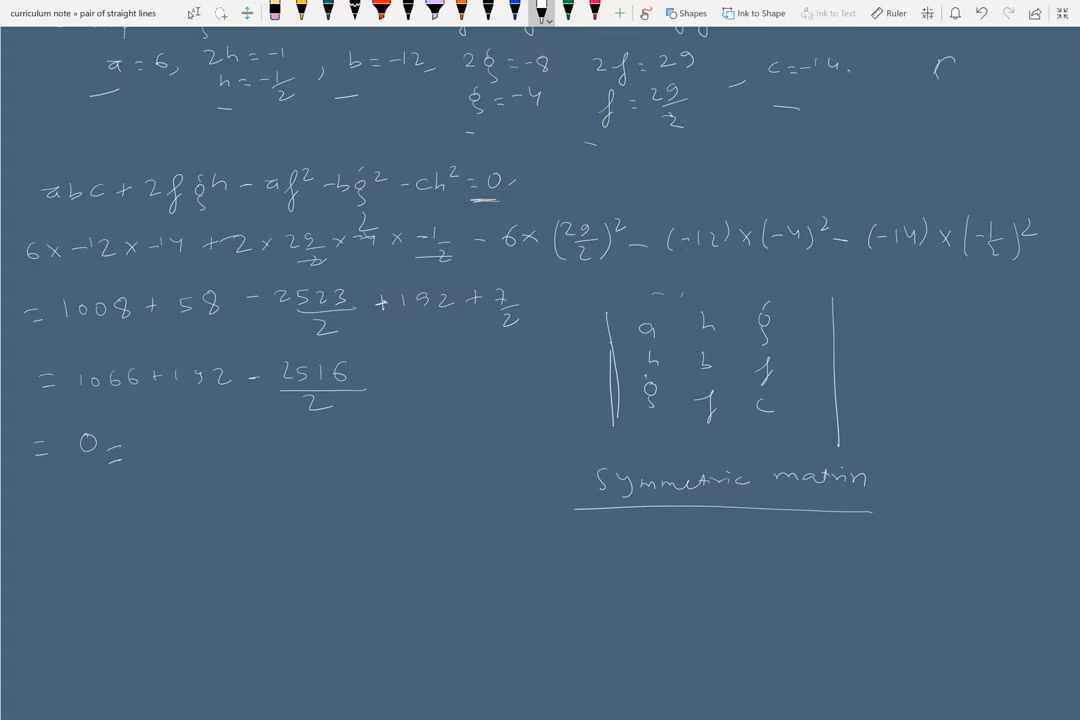 curriculum note » pair of straight lines
Shapes Ink to Shape Ink to Text Ruler
a = 6, 2h = -1 , b = -12, 2g = -8 2f = 29 , c = -14.
h = -1/2 g = -4 f = 29/2
abc + 2fgh - af² - bg² - ch² = 0.
6 × -12 × -14 + 2 × 29/2 × -4 × -1/2 - 6 × (29/2)² - (-12) × (-4)² - (-14) × (-1/2)²
= 1008 + 58 - 2523/2 + 192 + 7/2
= 1066 + 192 - 2516/2
= 0
a h g
h b f
g f c
Symmetric matrix